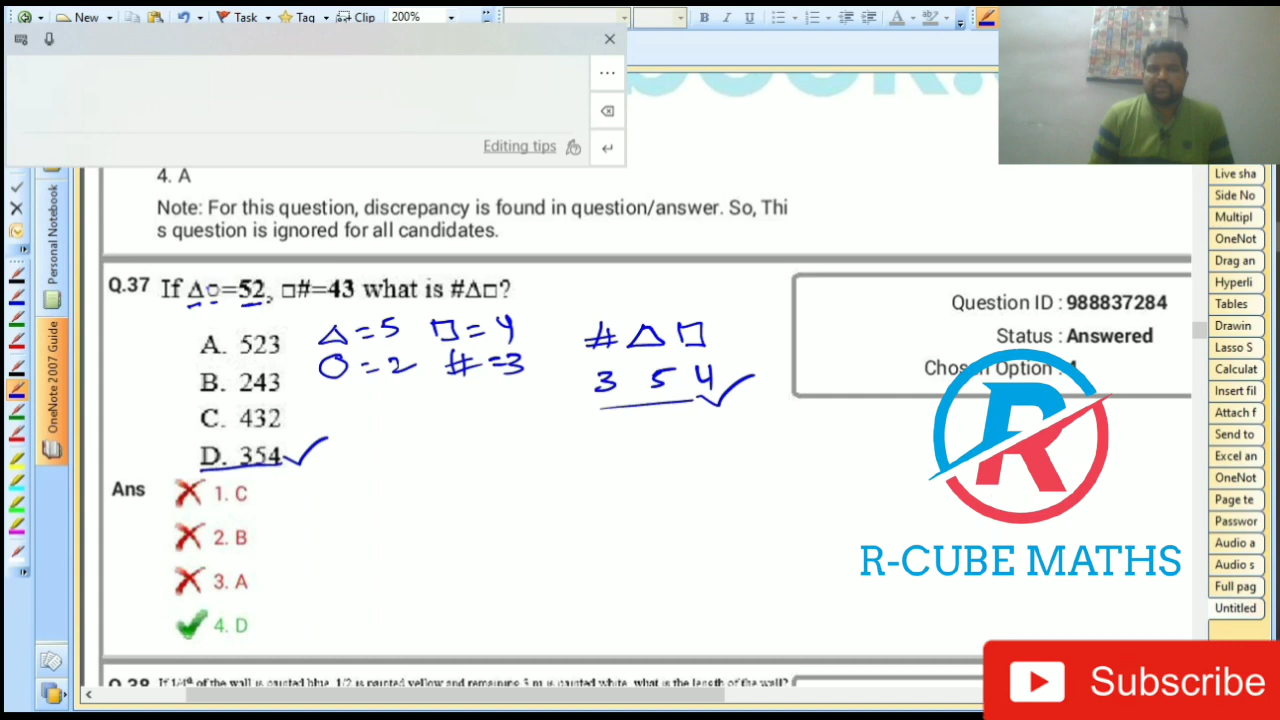 New Task Tag Clip 200% B I U A ab
Editing tips
4. A
Note: For this question, discrepancy is found in question/answer. So, Thi
s question is ignored for all candidates.
Q.37 If Δ○=52, □#=43 what is #Δ□?
A. 523
B. 243
C. 432
D. 354
Δ=5 □=4
○=2 #=3
# Δ □
3 5 4
Question ID : 988837284
Status : Answered
Chosen Option :
Ans
1. C
2. B
3. A
4. D
R
R-CUBE MATHS
Personal Notebook
OneNote 2007 Guide
Live sha
Side No
Multipl
OneNot
Drag an
Hyperli
Tables
Drawin
Lasso S
Calculat
Insert fil
Attach f
Send to
Excel an
OneNot
Page te
Passwor
Audio a
Audio s
Full pag
Untitled
Subscribe